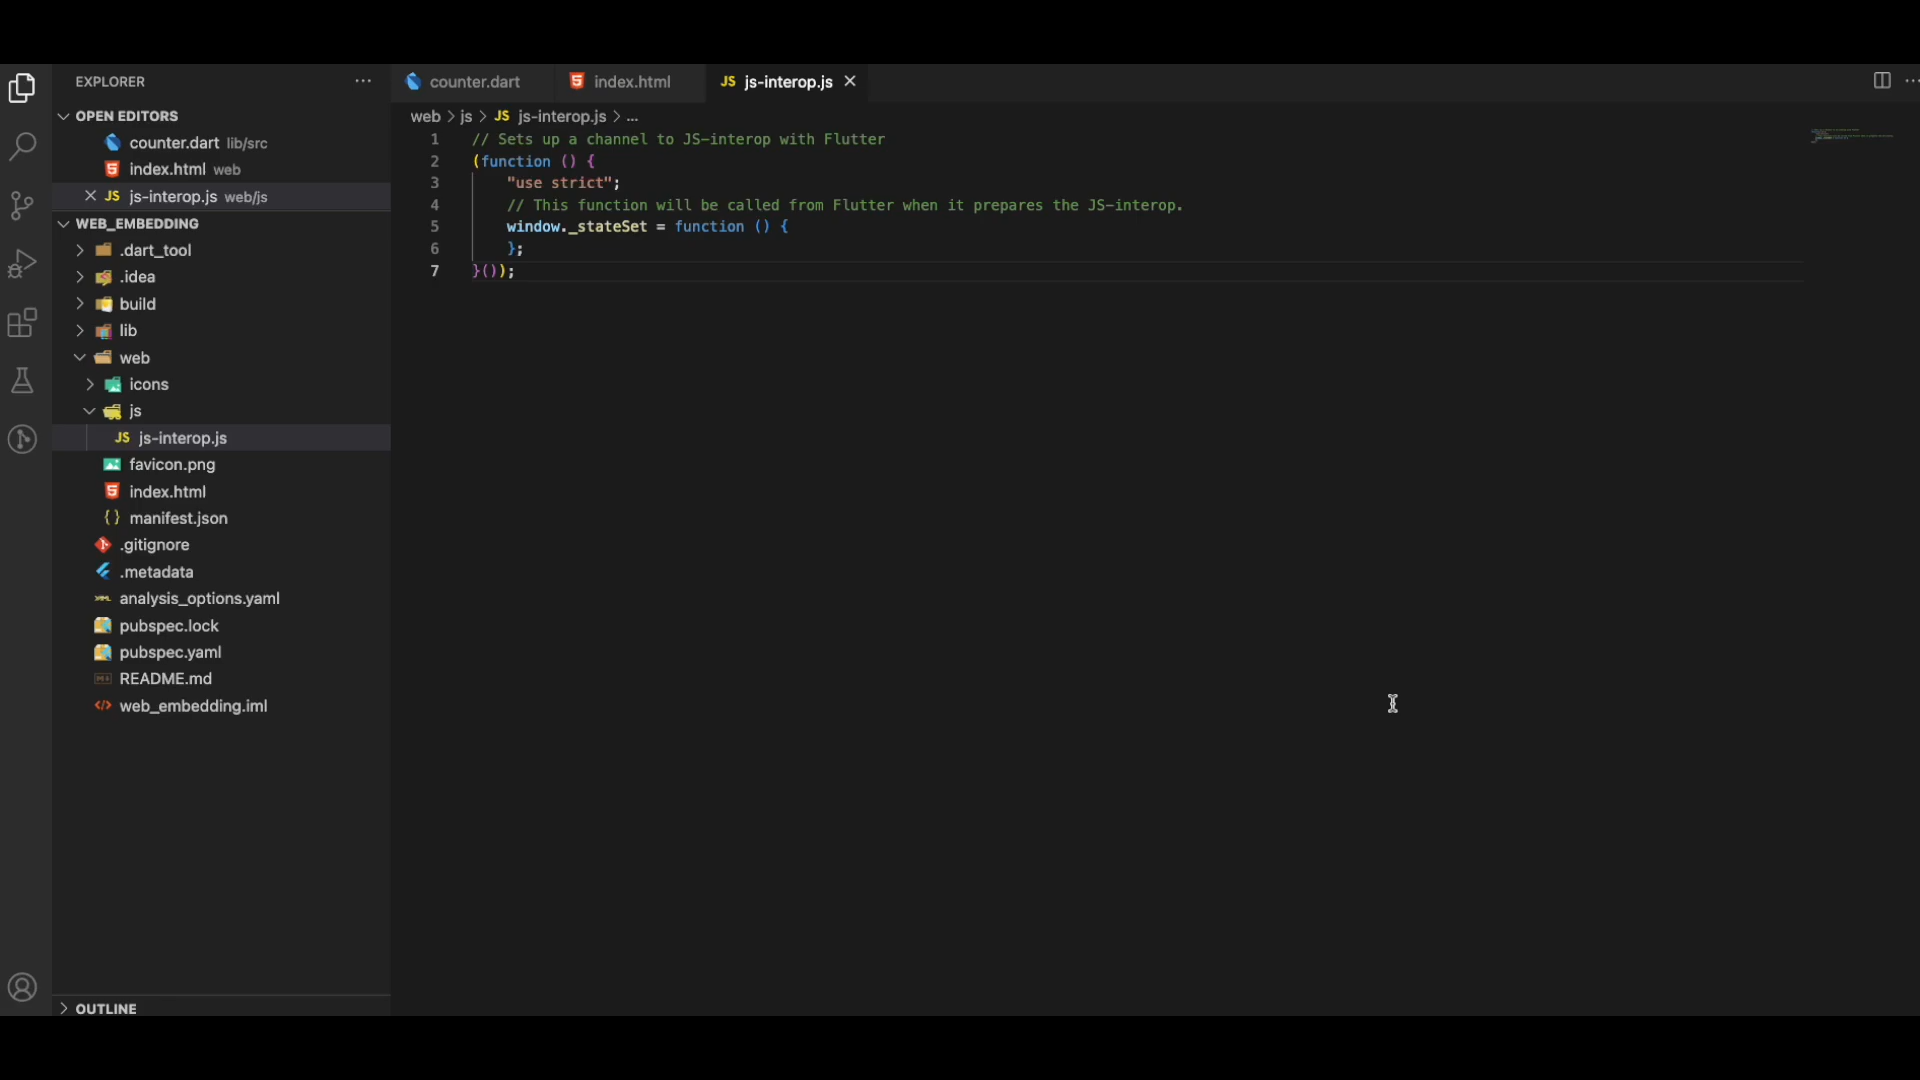 EXPLORER
OPEN EDITORS
counter.dart lib/src
index.html web
JS js-interop.js web/js
WEB_EMBEDDING
.dart_tool
.idea
build
lib
web
icons
js
JS js-interop.js
favicon.png
index.html
{} manifest.json
.gitignore
.metadata
analysis_options.yaml
pubspec.lock
pubspec.yaml
README.md
web_embedding.iml
OUTLINE
counter.dart index.html JS js-interop.js
web > js > JS js-interop.js > ...
1 // Sets up a channel to JS-interop with Flutter
2 (function () {
3 "use strict";
4 // This function will be called from Flutter when it prepares the JS-interop.
5 window._stateSet = function () {
6 };
7 }());